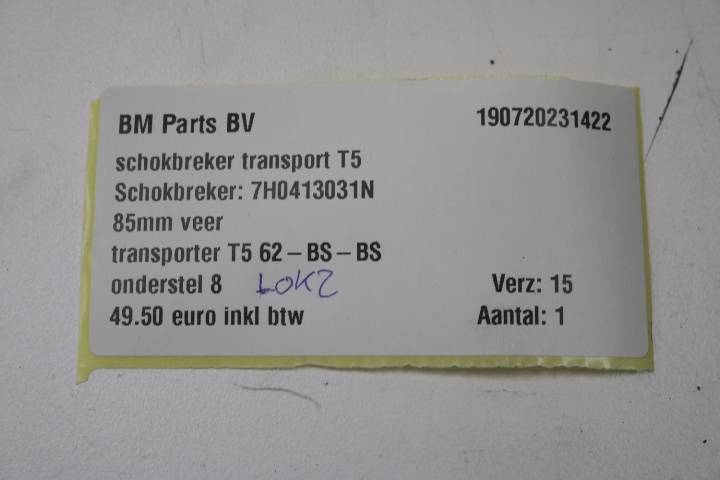 BM Parts BV 190720231422
schokbreker transport T5
Schokbreker: 7H0413031N
85mm veer
transporter T5 62 – BS – BS
onderstel 8 LOK2 Verz: 15
49.50 euro inkl btw Aantal: 1